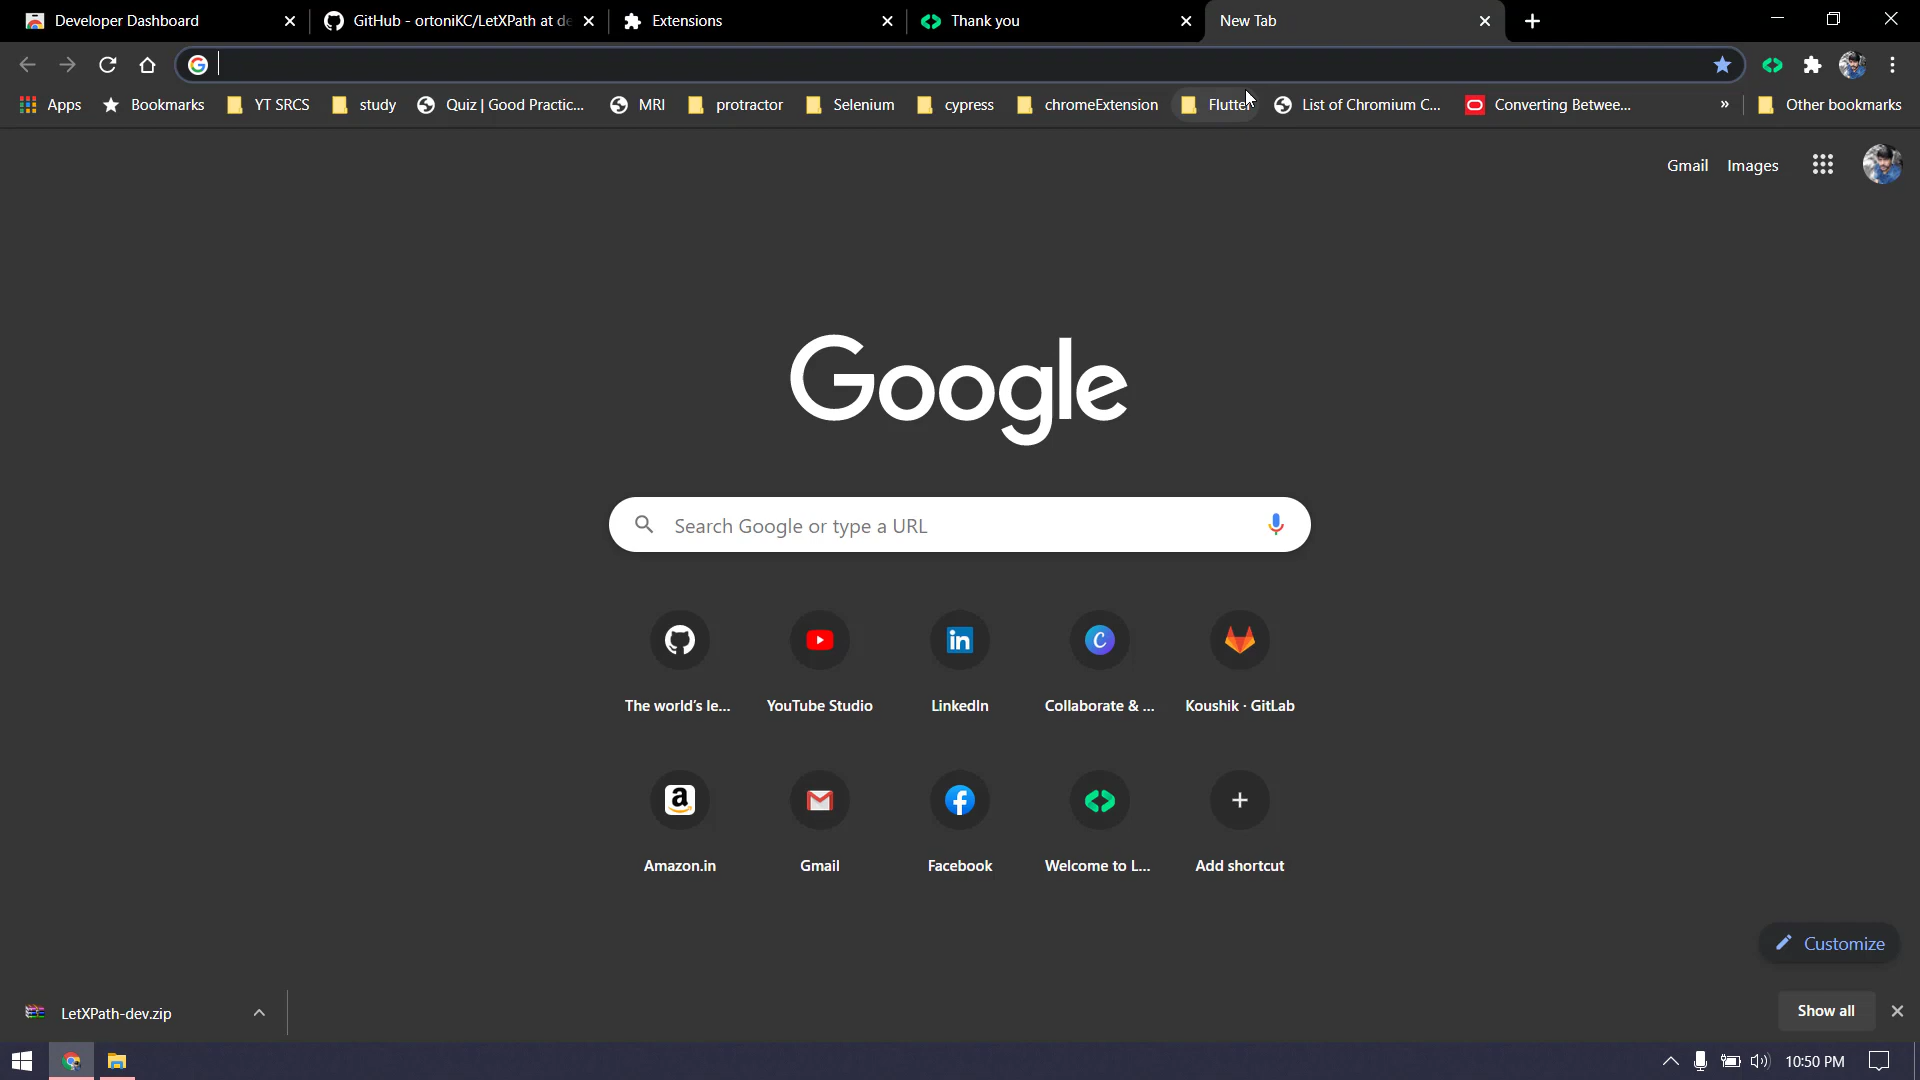 Developer Dashboard
GitHub - ortoniKC/LetXPath at de
Extensions
Thank you
New Tab
Apps
Bookmarks
YT SRCS
study
Quiz | Good Practic...
MRI
protractor
Selenium
cypress
chromeExtension
Flutter
List of Chromium C...
Converting Betwee...
»
Other bookmarks
Gmail
Images
Google
Search Google or type a URL
The world's le...
YouTube Studio
LinkedIn
Collaborate & ...
Koushik · GitLab
Amazon.in
Gmail
Facebook
Welcome to L...
Add shortcut
Customize
LetXPath-dev.zip
Show all
10:50 PM